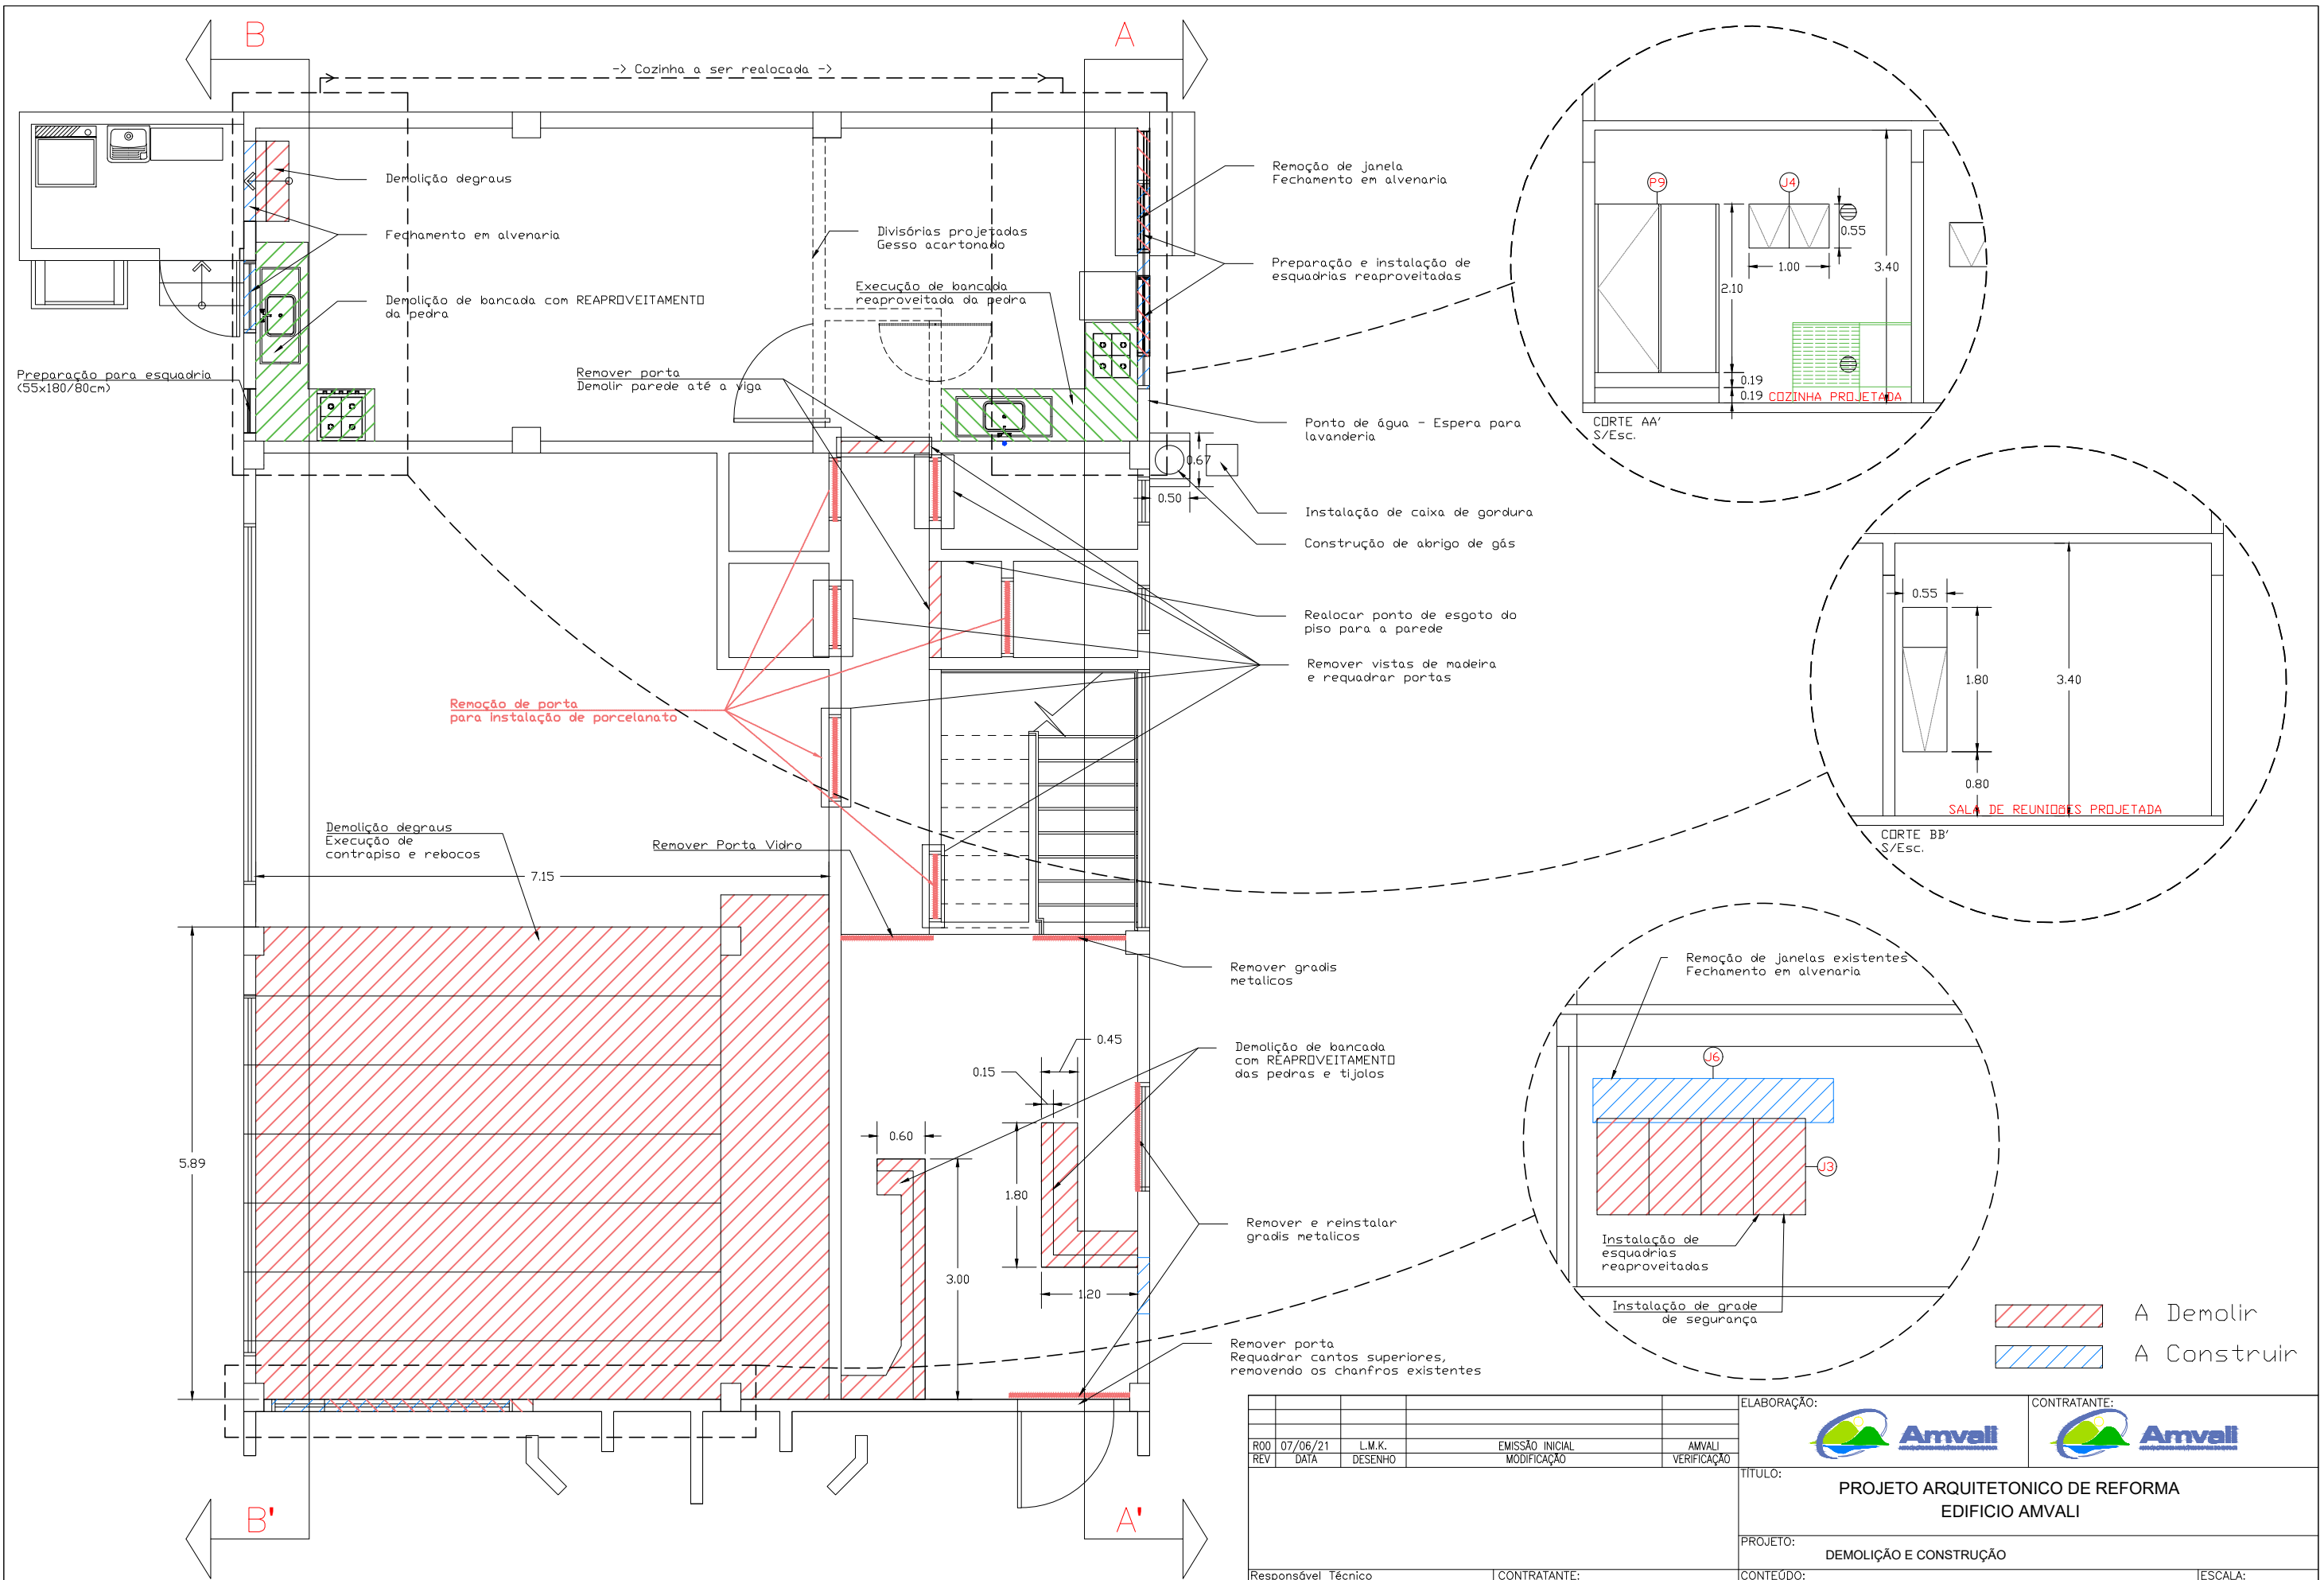 B
A
-> Cozinha a ser realocada ->
Demolição degraus
Fechamento em alvenaria
Demolição de bancada com REAPROVEITAMENTO
da pedra
Preparação para esquadria
(55x180/80cm)
Divisórias projetadas
Gesso acartonado
Execução de bancada
reaproveitada da pedra
Remover porta
Demolir parede até a viga
Remoção de janela
Fechamento em alvenaria
Preparação e instalação de
esquadrias reaproveitadas
Ponto de água - Espera para
lavanderia
0.67
0.50
Instalação de caixa de gordura
Construção de abrigo de gás
Realocar ponto de esgoto do
piso para a parede
Remover vistas de madeira
e requadrar portas
Remoção de porta
para instalação de porcelanato
Demolição degraus
Execução de
contrapiso e rebocos
Remover Porta Vidro
7.15
5.89
Remover gradis
metalicos
Demolição de bancada
com REAPROVEITAMENTO
das pedras e tijolos
0.45
0.15
0.60
1.80
3.00
1.20
Remover e reinstalar
gradis metalicos
Remover porta
Requadrar cantos superiores,
removendo os chanfros existentes
B'
A'
P9
J4
0.55
1.00
3.40
2.10
0.19
0.19
COZINHA PROJETADA
CORTE AA'
S/Esc.
0.55
1.80
3.40
0.80
SALA DE REUNIÕES PROJETADA
CORTE BB'
S/Esc.
Remoção de janelas existentes
Fechamento em alvenaria
J6
J3
Instalação de
esquadrias
reaproveitadas
Instalação de grade
de segurança
A Demolir
A Construir
R00 07/06/21 L.M.K. EMISSÃO INICIAL AMVALI
REV DATA DESENHO MODIFICAÇÃO VERIFICAÇÃO
ELABORAÇÃO:
Amvali
CONTRATANTE:
Amvali
TÍTULO:
PROJETO ARQUITETONICO DE REFORMA
EDIFICIO AMVALI
PROJETO:
DEMOLIÇÃO E CONSTRUÇÃO
Responsável Técnico
CONTRATANTE:
CONTEÚDO:
ESCALA: